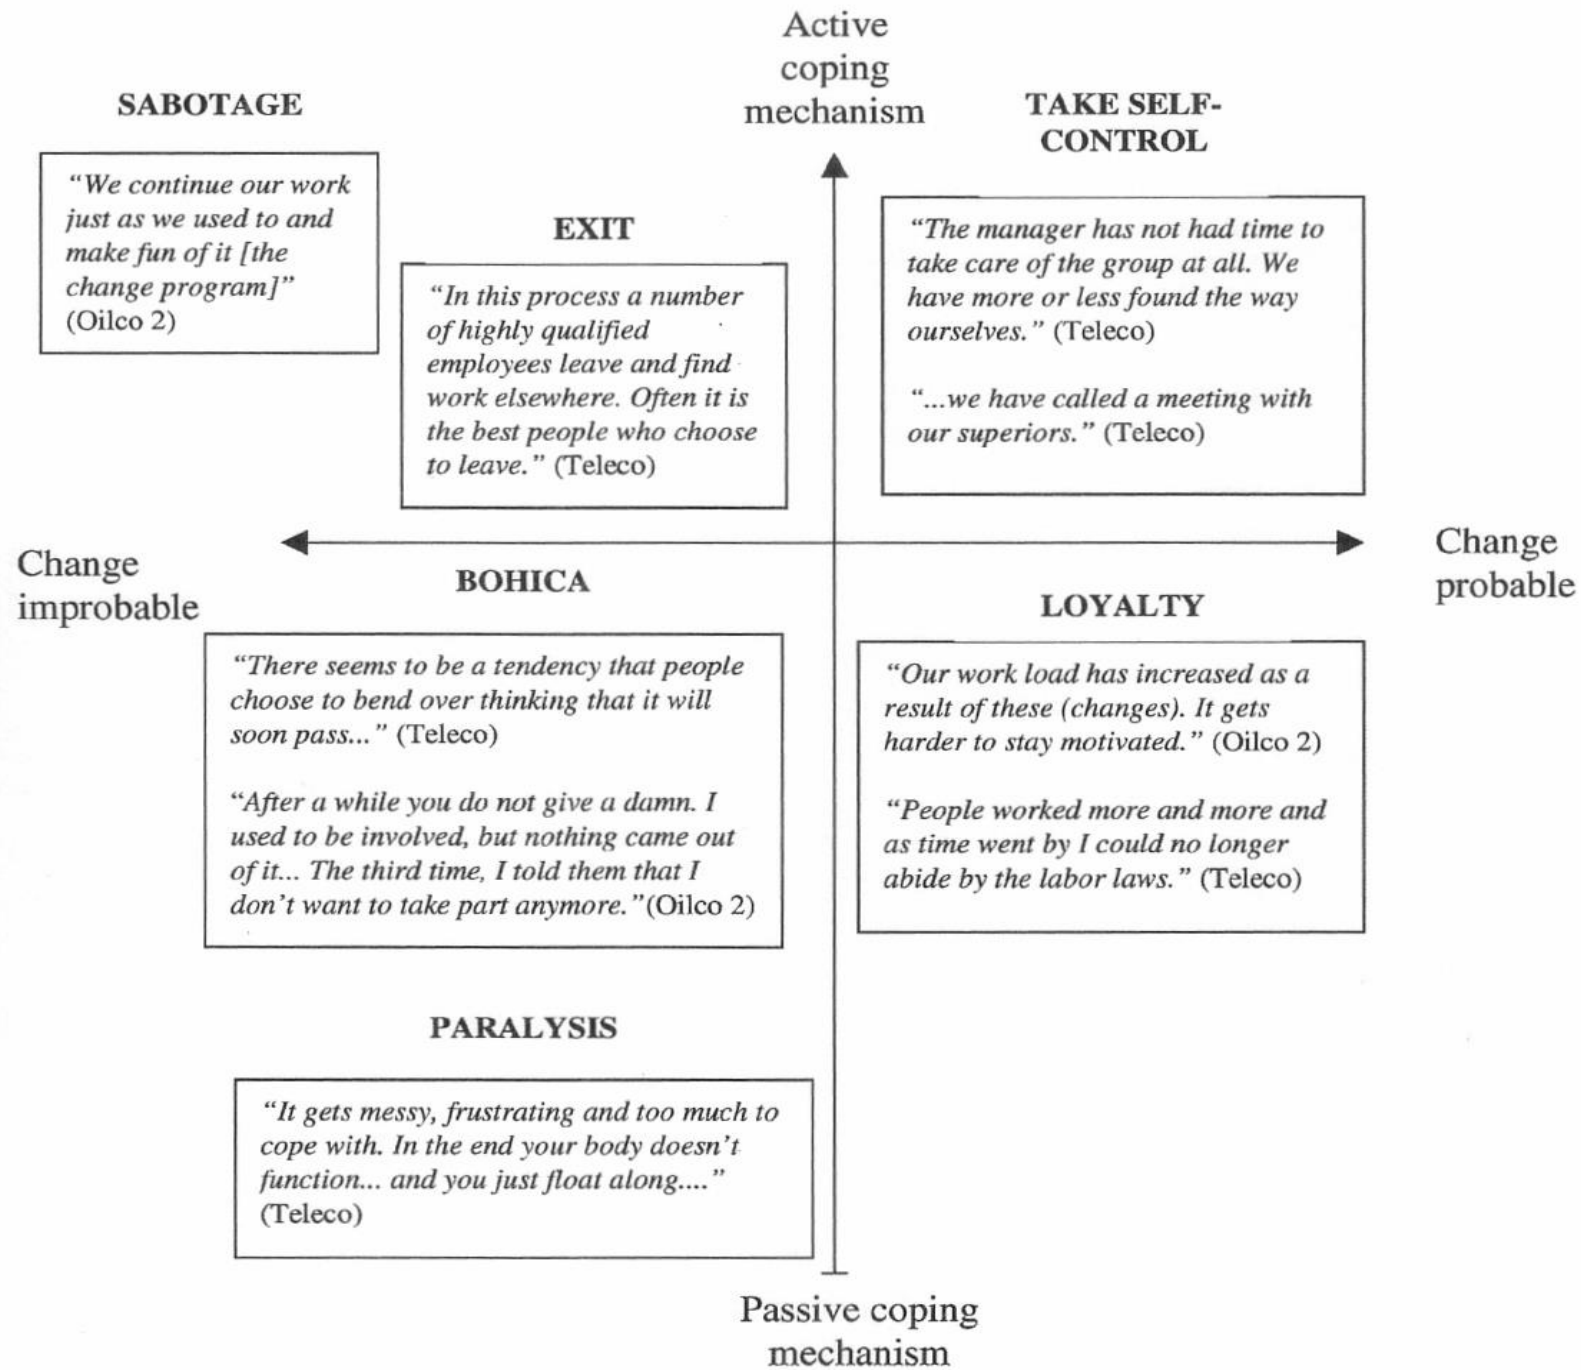 Active
coping
mechanism
SABOTAGE
“We continue our work
just as we used to and
make fun of it [the
change program]”
(Oilco 2)
EXIT
“In this process a number
of highly qualified
employees leave and find
work elsewhere. Often it is
the best people who choose
to leave.” (Teleco)
TAKE SELF-
CONTROL
“The manager has not had time to
take care of the group at all. We
have more or less found the way
ourselves.” (Teleco)
“...we have called a meeting with
our superiors.” (Teleco)
Change
improbable
Change
probable
BOHICA
“There seems to be a tendency that people
choose to bend over thinking that it will
soon pass...” (Teleco)
“After a while you do not give a damn. I
used to be involved, but nothing came out
of it... The third time, I told them that I
don’t want to take part anymore.”(Oilco 2)
LOYALTY
“Our work load has increased as a
result of these (changes). It gets
harder to stay motivated.” (Oilco 2)
“People worked more and more and
as time went by I could no longer
abide by the labor laws.” (Teleco)
PARALYSIS
“It gets messy, frustrating and too much to
cope with. In the end your body doesn’t
function... and you just float along....”
(Teleco)
Passive coping
mechanism